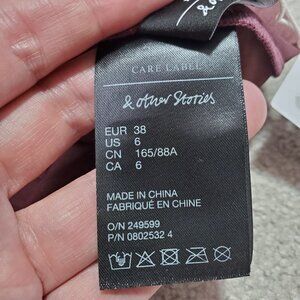 CARE LABEL
& other Stories
EUR 38
US 6
CN 165/88A
CA 6
MADE IN CHINA
FABRIQUÉ EN CHINE
O/N 249599
P/N 0802532 4